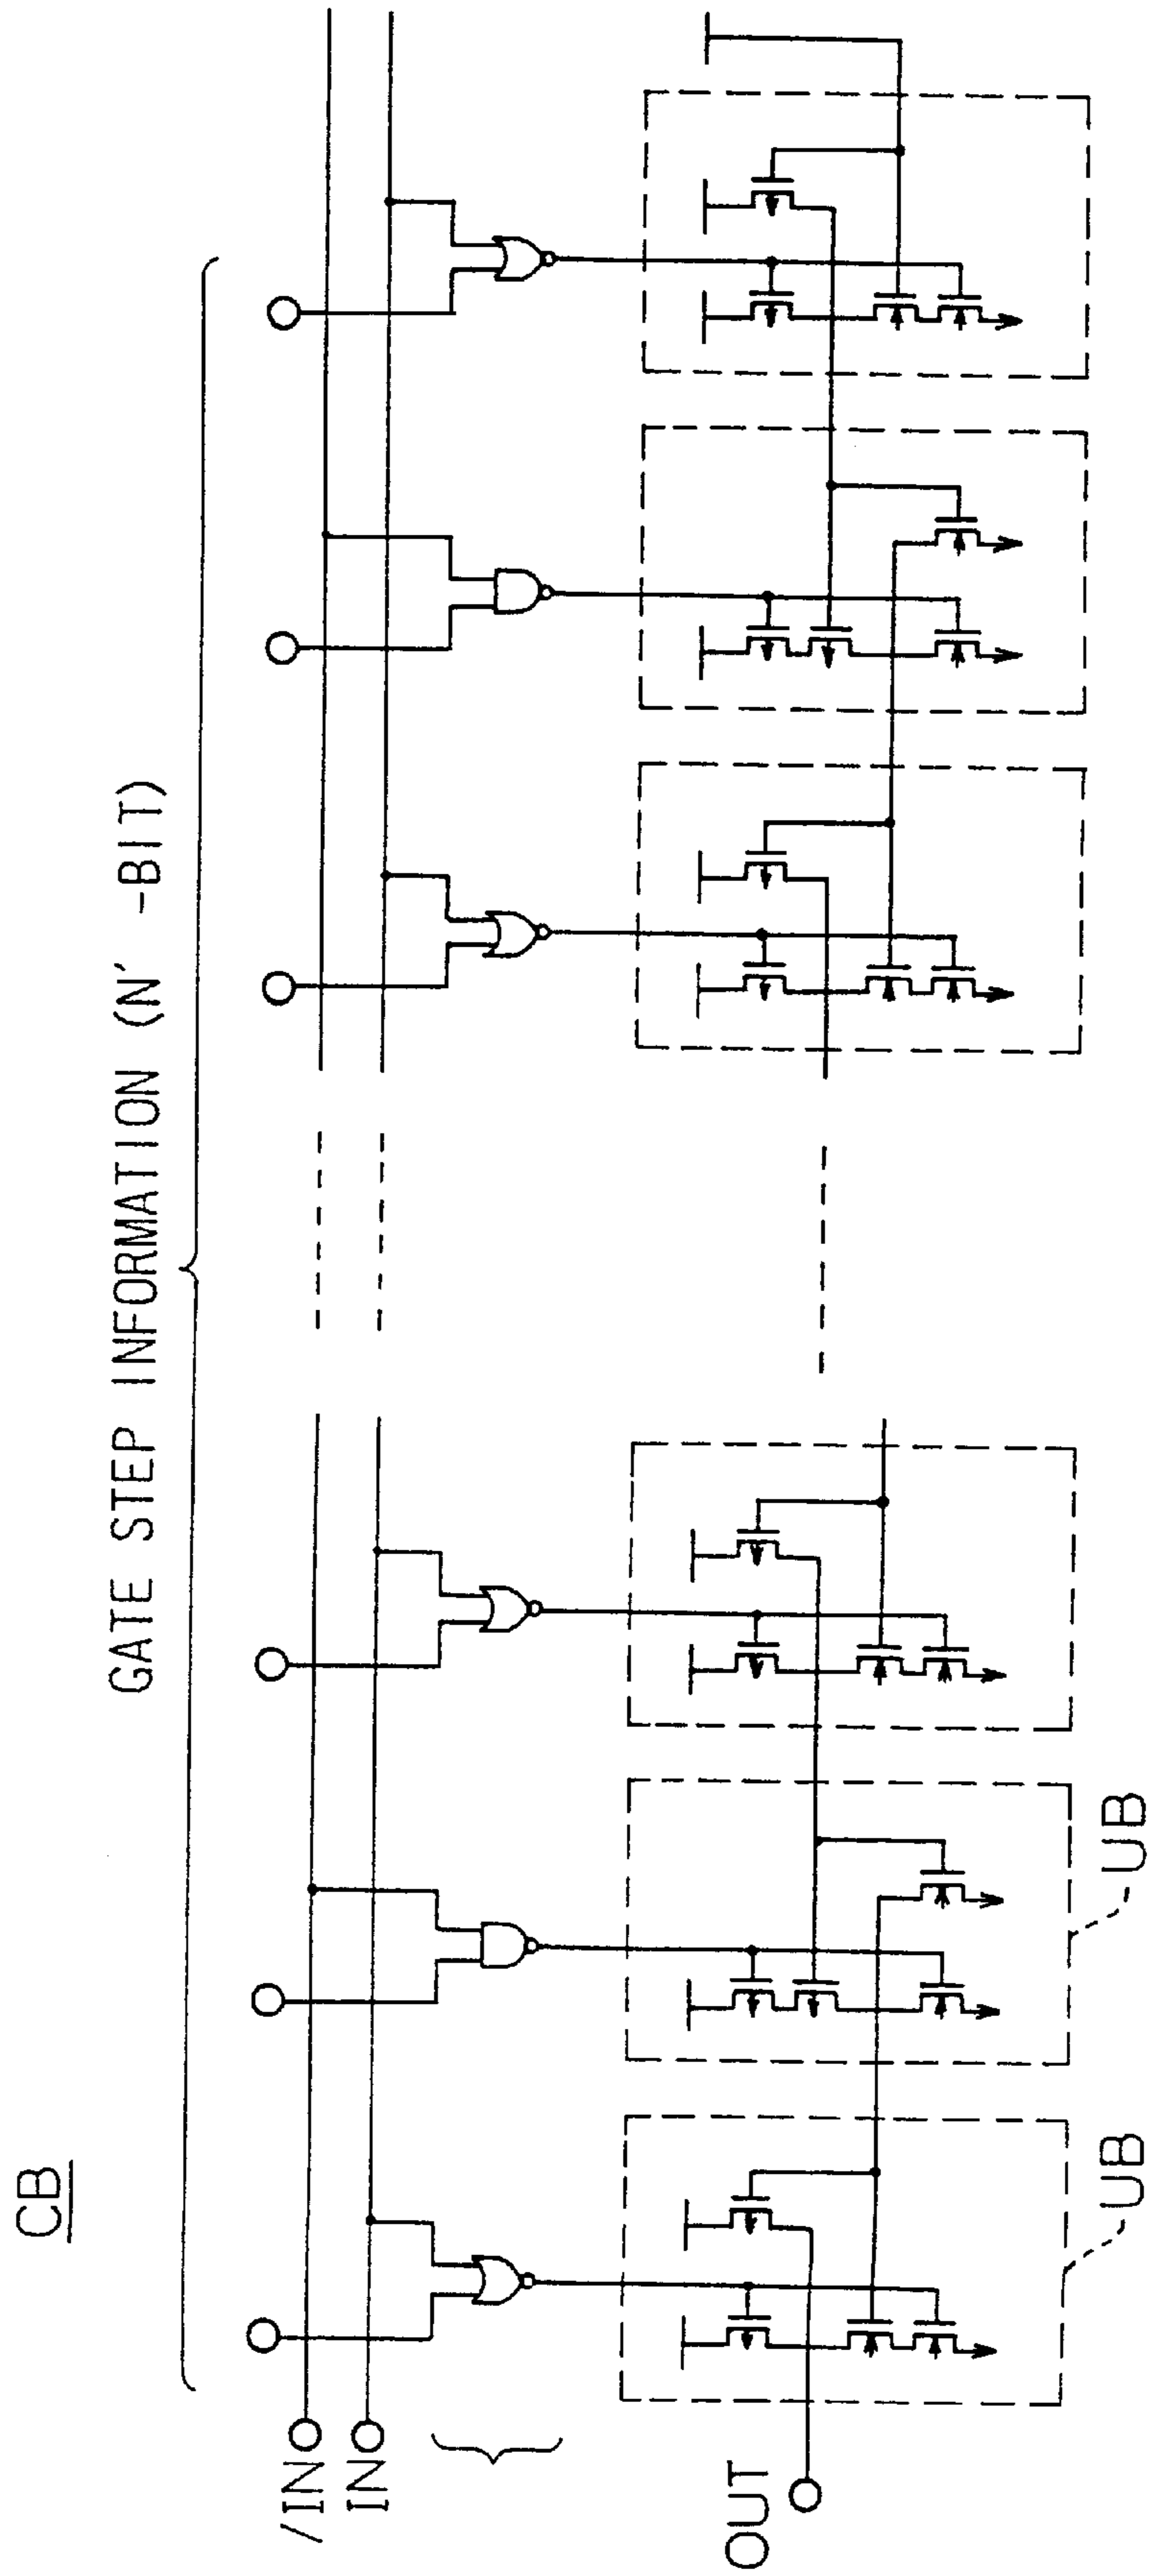 CB
GATE STEP INFORMATION (N' -BIT)
/IN
IN
OUT
UB
UB